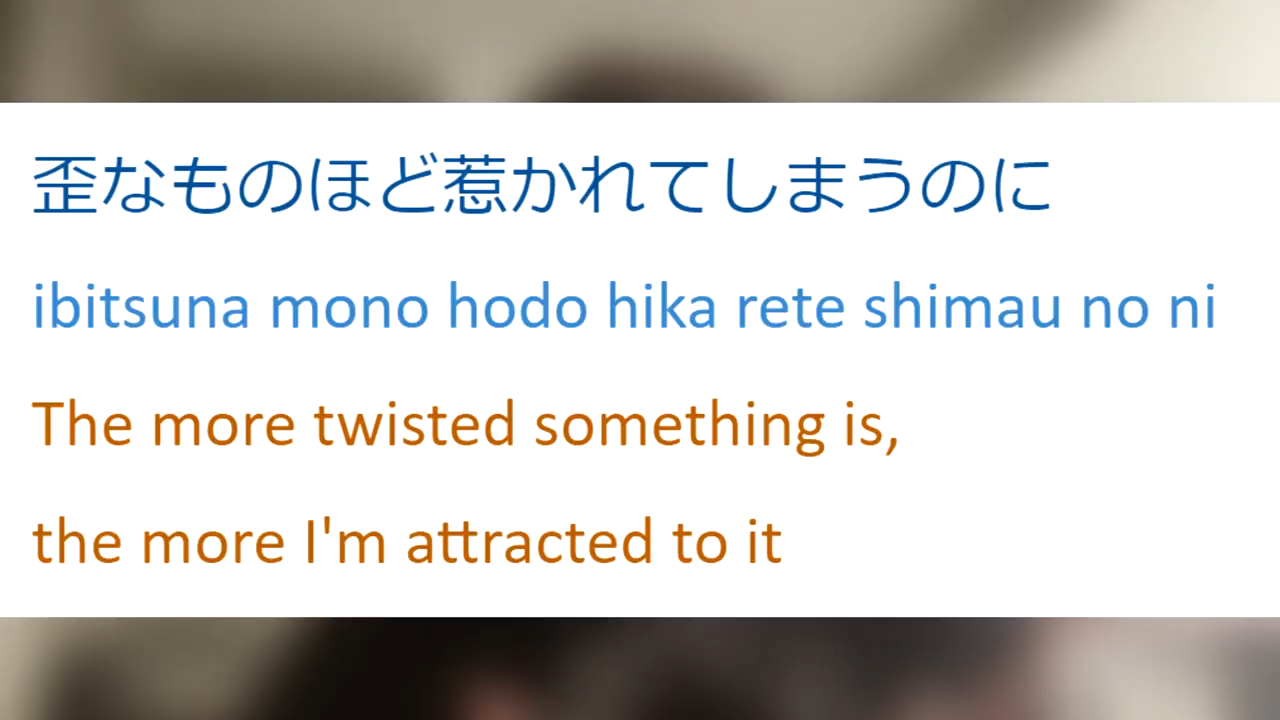 歪なものほど惹かれてしまうのに
ibitsuna mono hodo hika rete shimau no ni
The more twisted something is,
the more I'm attracted to it